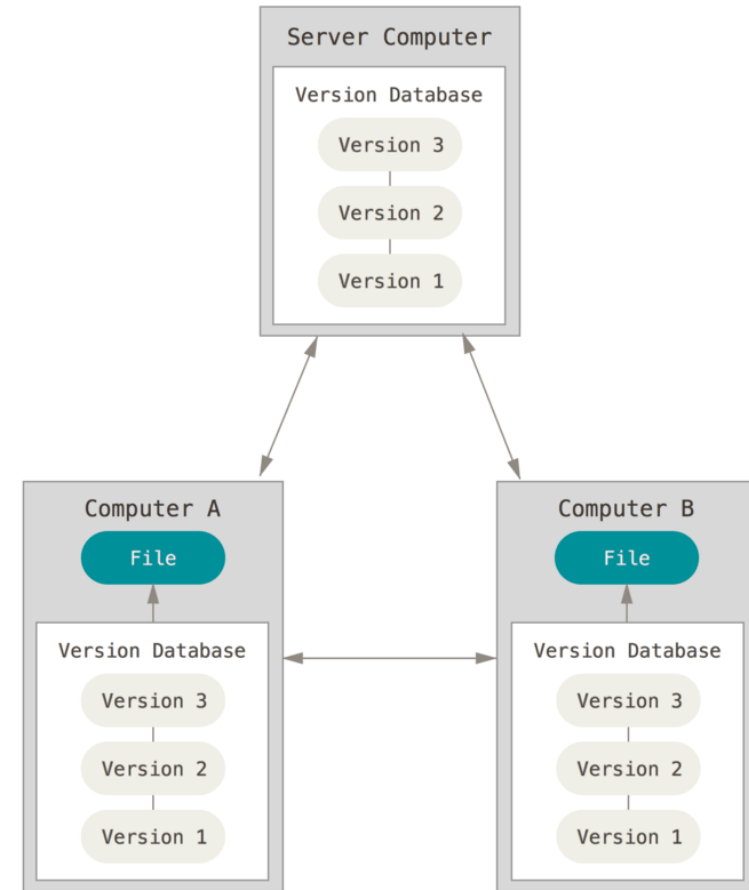 Server Computer
Version Database
Version 3
Version 2
Version 1
Computer A
File
Version Database
Version 3
Version 2
Version 1
Computer B
File
Version Database
Version 3
Version 2
Version 1